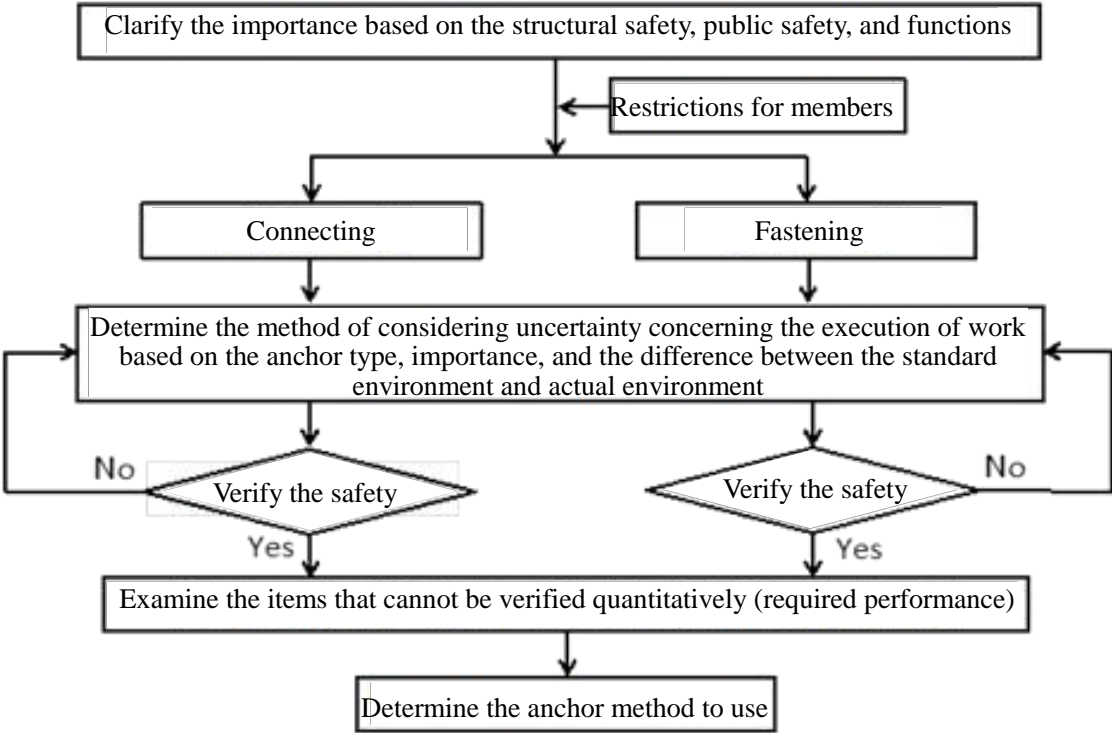 Clarify the importance based on the structural safety, public safety, and functions
Restrictions for members
Connecting
Fastening
Determine the method of considering uncertainty concerning the execution of work
based on the anchor type, importance, and the difference between the standard
environment and actual environment
No
Verify the safety
Verify the safety
No
Yes
Yes
Examine the items that cannot be verified quantitatively (required performance)
Determine the anchor method to use